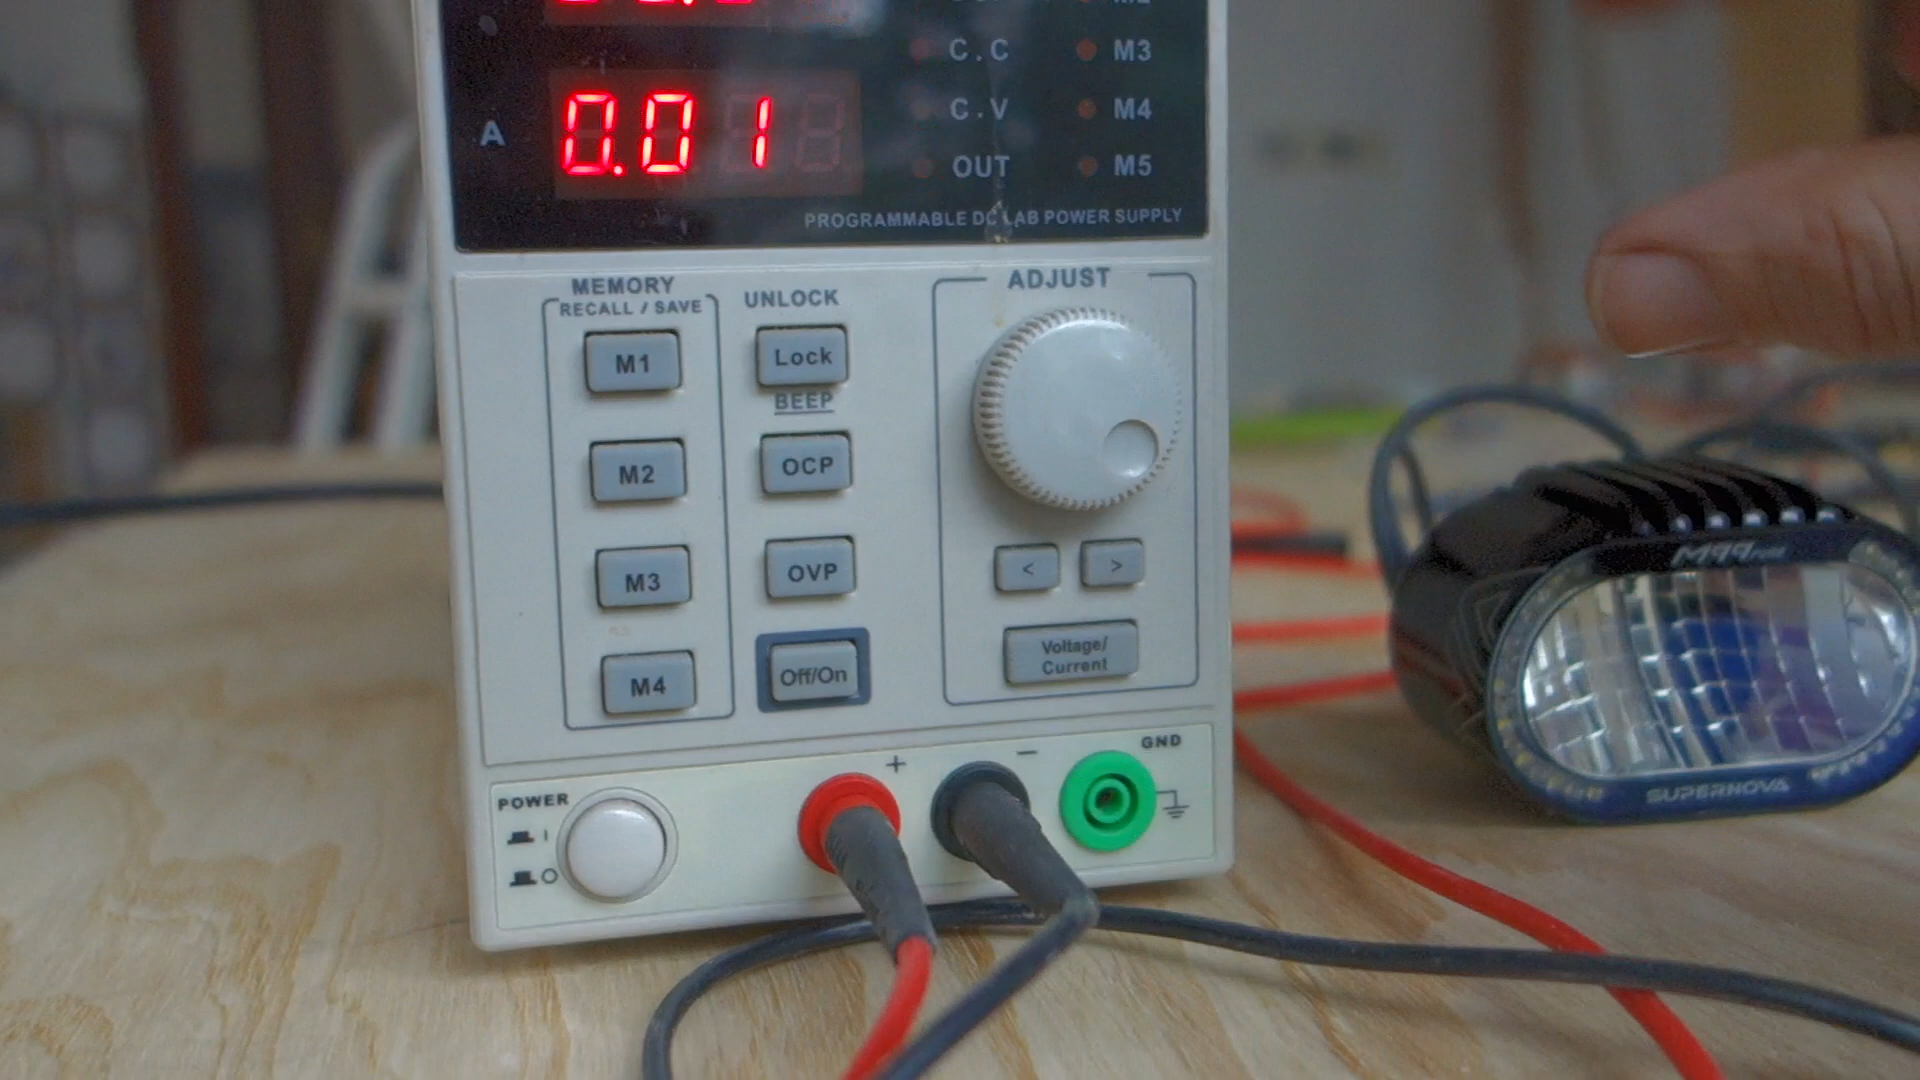 C.C M3
A 0.01 C.V M4
OUT M5
PROGRAMMABLE DC LAB POWER SUPPLY
MEMORY
RECALL / SAVE
UNLOCK
ADJUST
M1
Lock
BEEP
M2
OCP
M3
OVP
< >
M4
Off/On
Voltage/
Current
POWER
I
O
+
−
GND
M99
SUPERNOVA